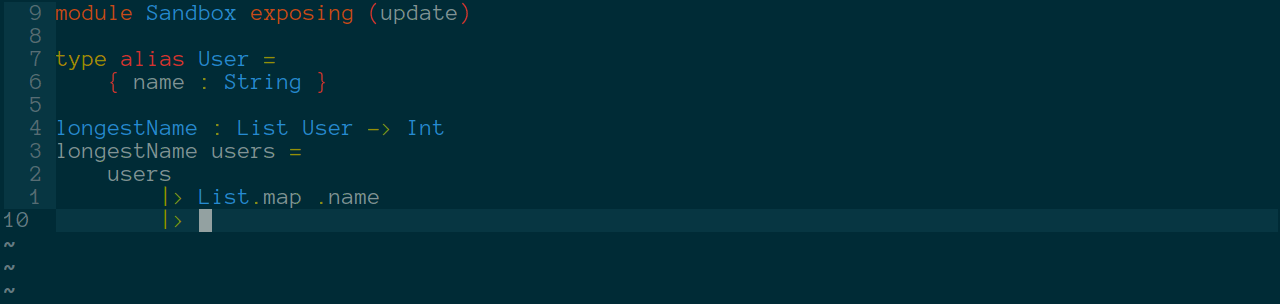 9 module Sandbox exposing (update)
8
7 type alias User =
6     { name : String }
5
4 longestName : List User -> Int
3 longestName users =
2     users
1         |> List.map .name
10         |>
~
~
~